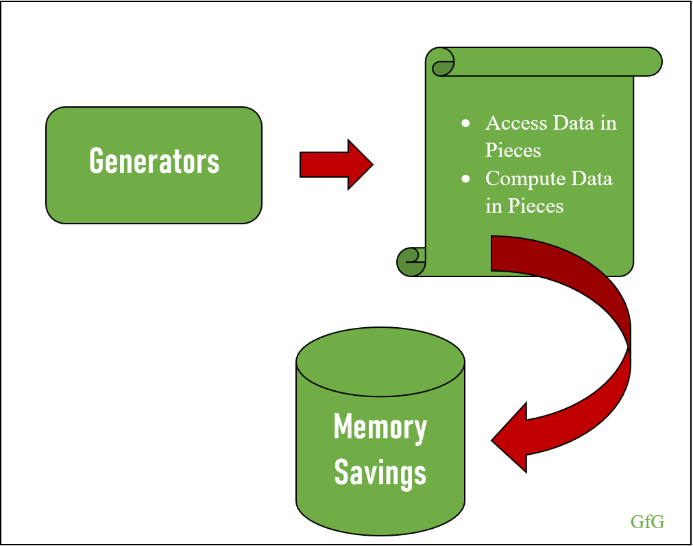 Generators
• Access Data in
Pieces
• Compute Data
in Pieces
Memory
Savings
GfG